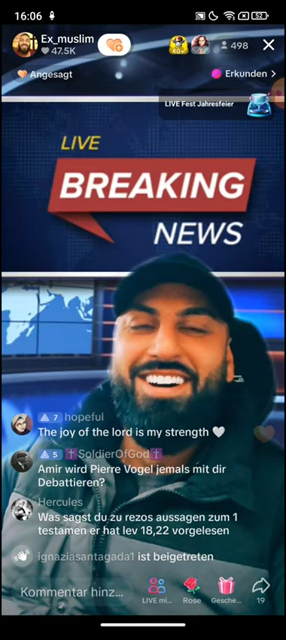 16:06
52
Ex_muslim
47.5K
498
Angesagt
Erkunden >
LIVE Fest Jahresfeier
LIVE
BREAKING
NEWS
7 hopeful
The joy of the lord is my strength 🤍
5 ✝️SoldierOfGod✝️
Amir wird Pierre Vogel jemals mit dir
Debattieren?
Hercules
Was sagst du zu rezos aussagen zum 1
testamen er hat lev 18,22 vorgelesen
ignaziasantagada1 ist beigetreten
Kommentar hinz...
LIVE mi...
Rose
Gesche...
19